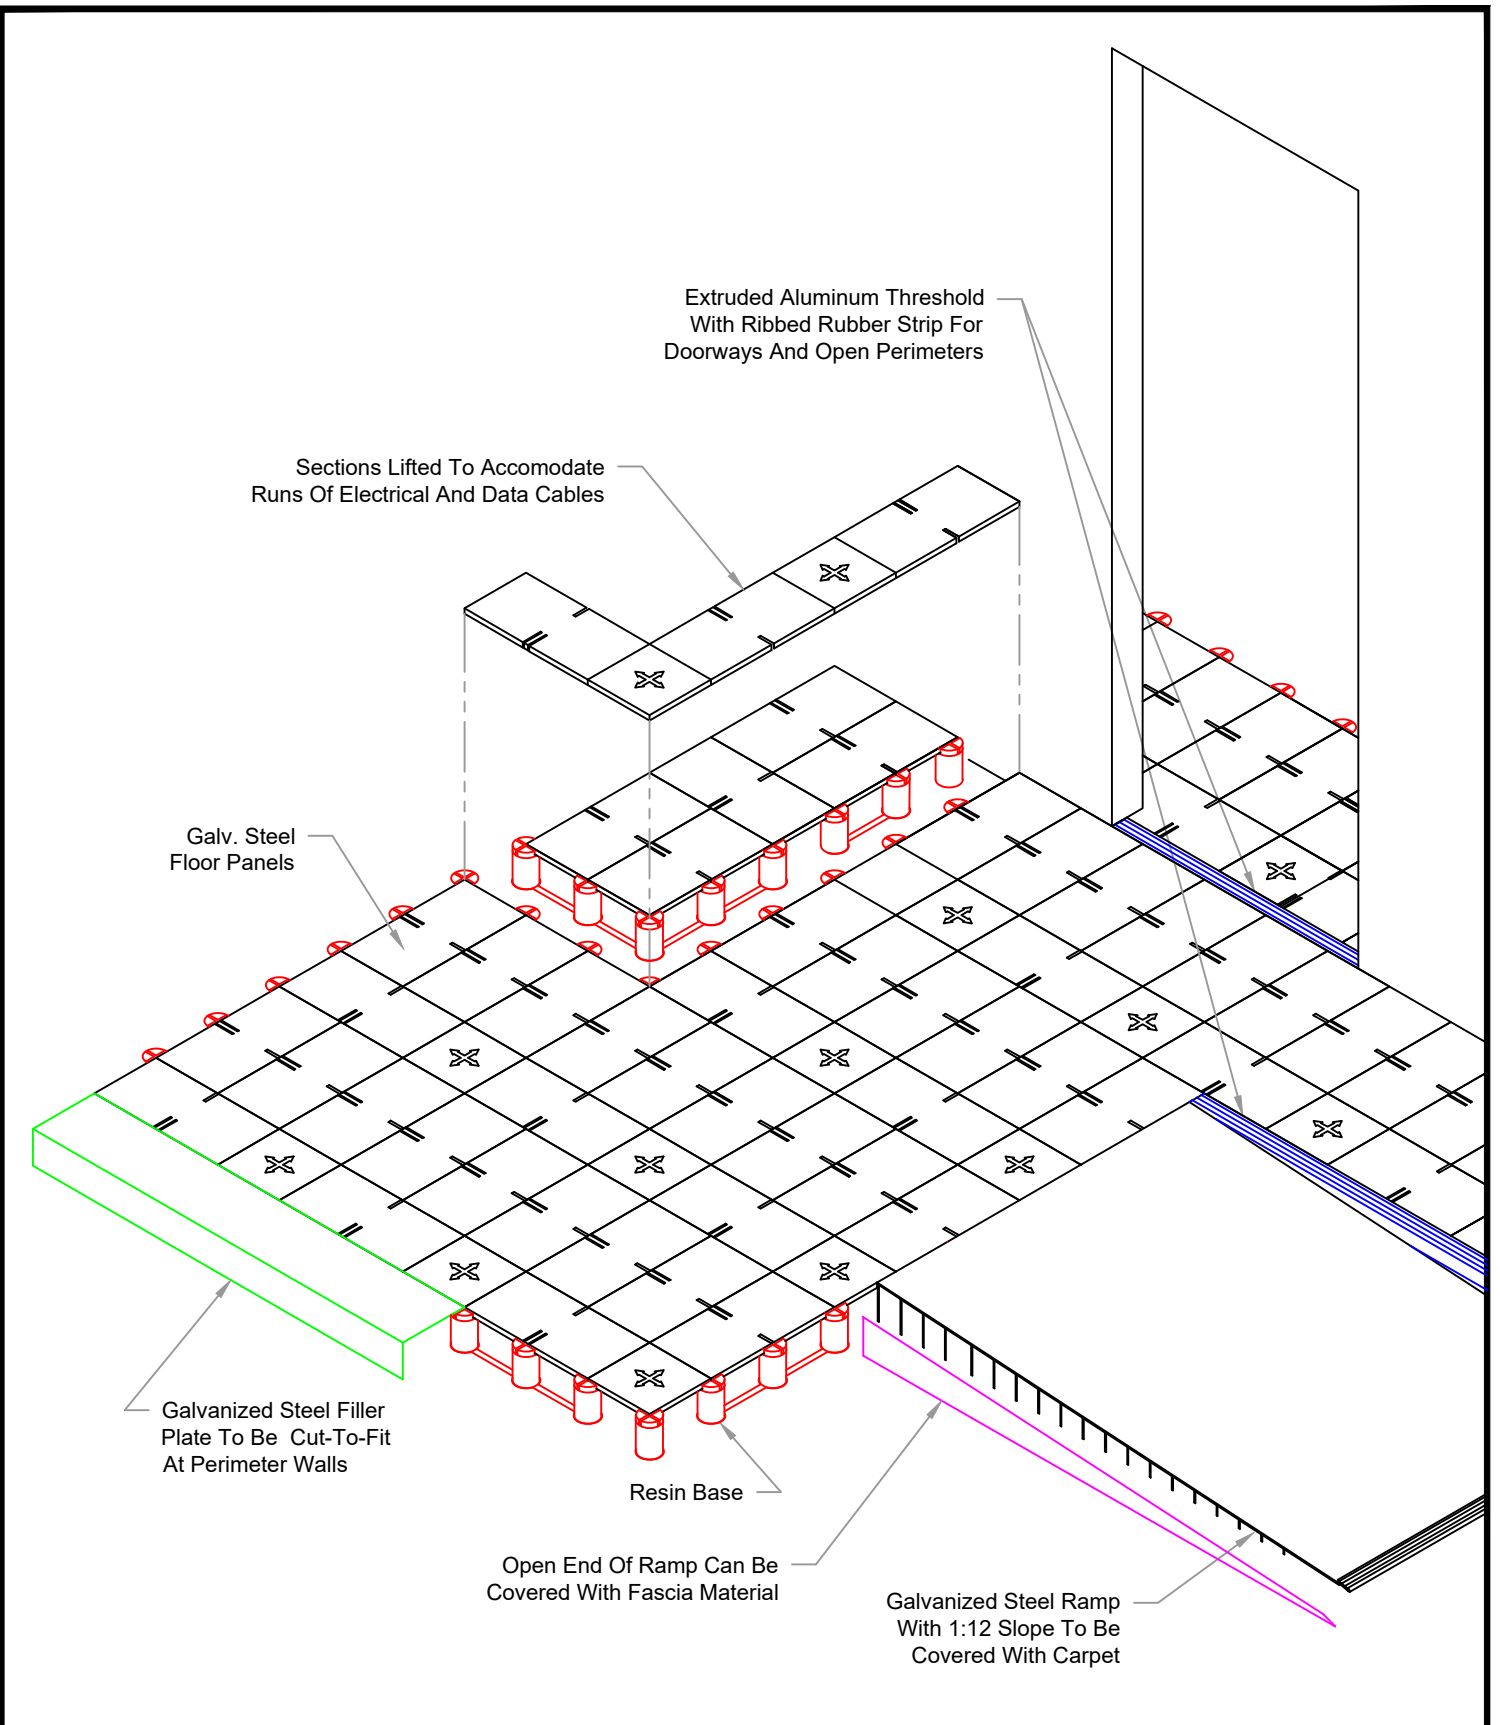 Extruded Aluminum Threshold
With Ribbed Rubber Strip For
Doorways And Open Perimeters
Sections Lifted To Accomodate
Runs Of Electrical And Data Cables
Galv. Steel
Floor Panels
Galvanized Steel Filler
Plate To Be Cut-To-Fit
At Perimeter Walls
Resin Base
Open End Of Ramp Can Be
Covered With Fascia Material
Galvanized Steel Ramp
With 1:12 Slope To Be
Covered With Carpet